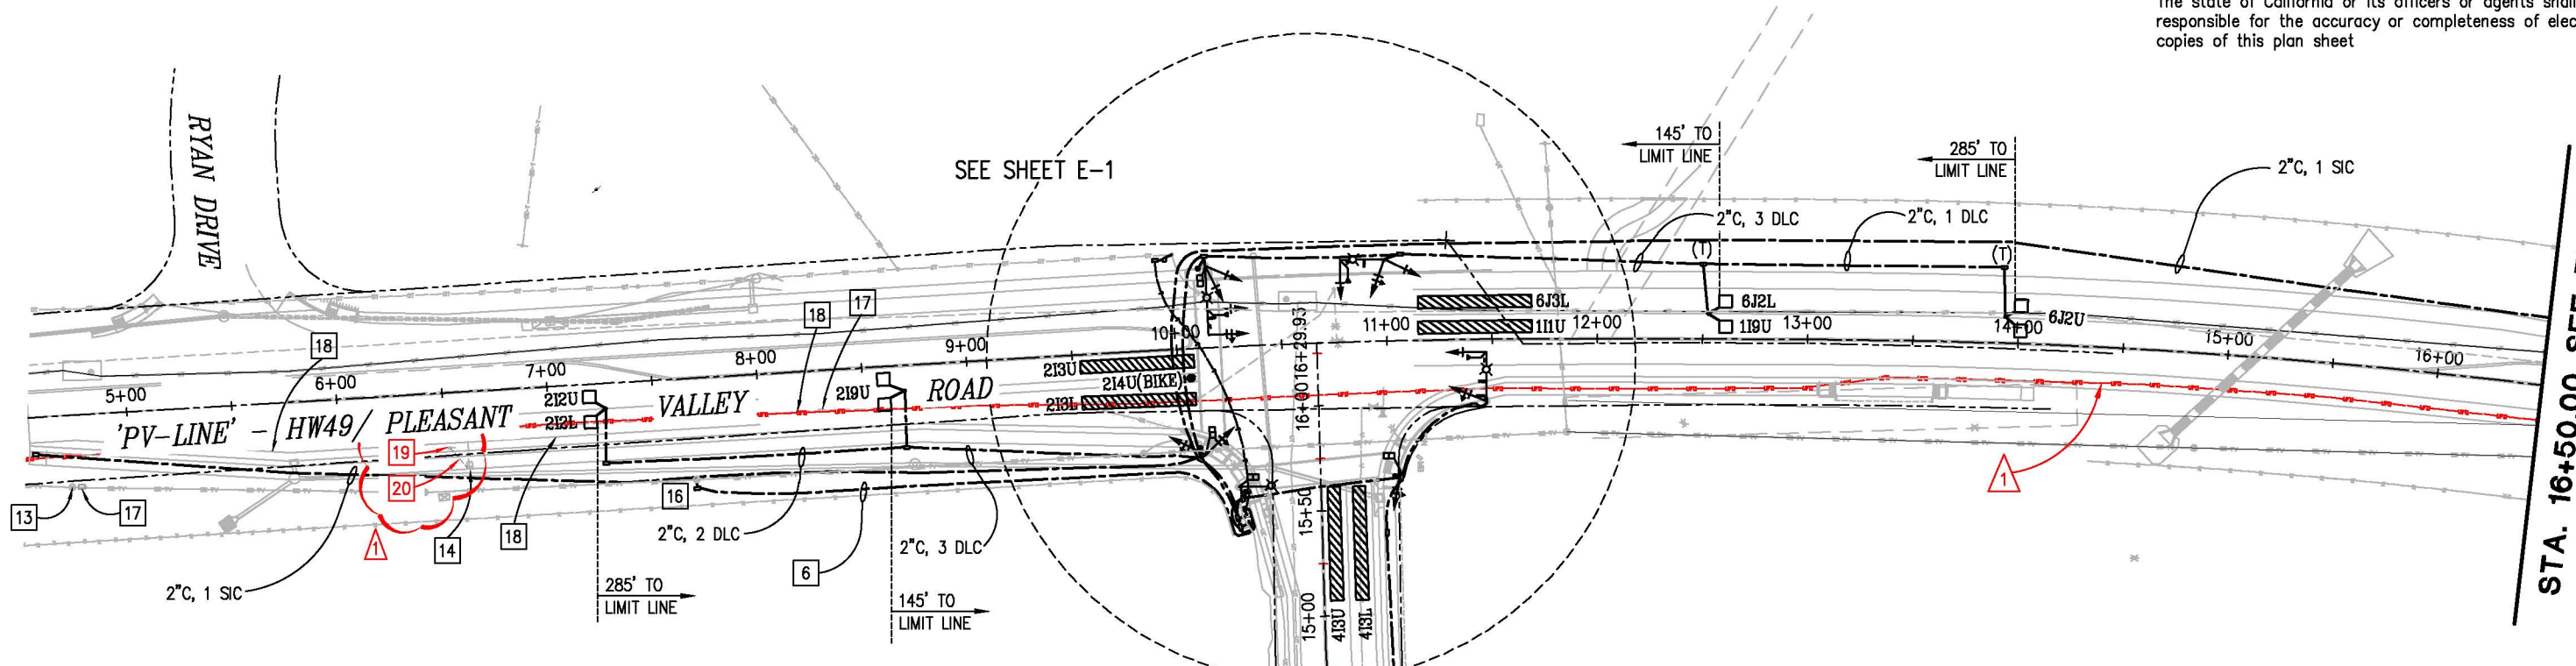 The state of California or its officers or agents shall
responsible for the accuracy or completeness of elec
copies of this plan sheet
RYAN DRIVE
SEE SHEET E-1
145' TO
LIMIT LINE
285' TO
LIMIT LINE
2"C, 1 SIC
2"C, 3 DLC
2"C, 1 DLC
(T)
(T)
18
18
17
6J3L
1I1U
6J2L
1I9U
6J2U
5+00
6+00
7+00
8+00
9+00
10+00
11+00
12+00
13+00
14+00
15+00
16+00
16+29.93
16+00
15+50
15+00
2I2U
2I2L
2I9U
2I3U
2I4U(BIKE)
2I3L
'PV-LINE' - HW49/ PLEASANT VALLEY ROAD
19
20
13
17
14
18
16
6
1
1
2"C, 2 DLC
2"C, 3 DLC
2"C, 1 SIC
285' TO
LIMIT LINE
145' TO
LIMIT LINE
4I3U
4I3L
STA. 16+50.00 SEE